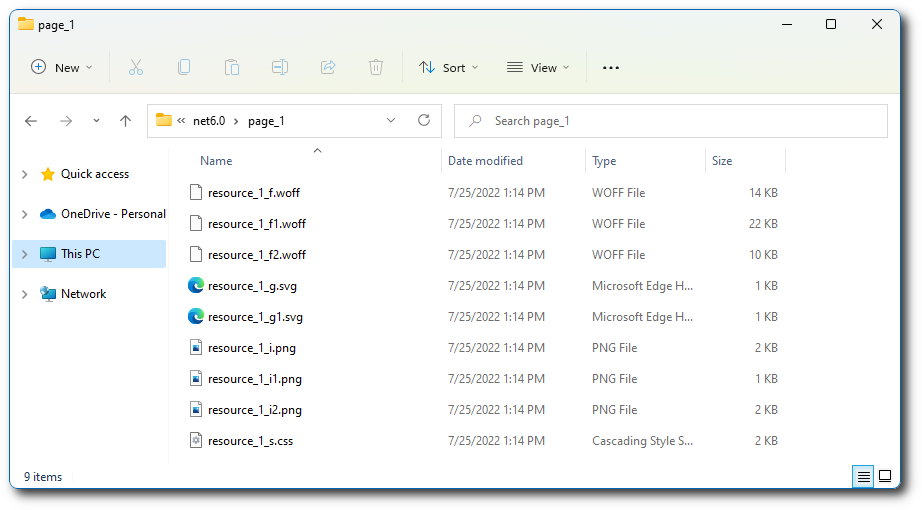 page_1
New Sort View
net6.0 page_1 Search page_1
Name Date modified Type Size
Quick access
OneDrive - Personal
This PC
Network
resource_1_f.woff 7/25/2022 1:14 PM WOFF File 14 KB
resource_1_f1.woff 7/25/2022 1:14 PM WOFF File 22 KB
resource_1_f2.woff 7/25/2022 1:14 PM WOFF File 10 KB
resource_1_g.svg 7/25/2022 1:14 PM Microsoft Edge H... 1 KB
resource_1_g1.svg 7/25/2022 1:14 PM Microsoft Edge H... 1 KB
resource_1_i.png 7/25/2022 1:14 PM PNG File 2 KB
resource_1_i1.png 7/25/2022 1:14 PM PNG File 1 KB
resource_1_i2.png 7/25/2022 1:14 PM PNG File 2 KB
resource_1_s.css 7/25/2022 1:14 PM Cascading Style S... 2 KB
9 items